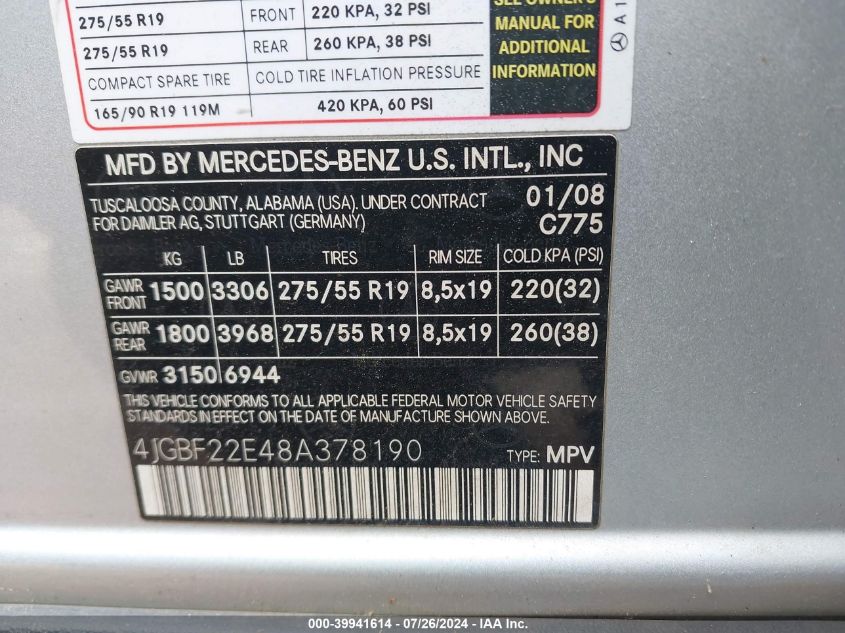 SEE OWNER'S
275/55 R19 FRONT 220 KPA, 32 PSI MANUAL FOR
275/55 R19 REAR 260 KPA, 38 PSI ADDITIONAL
COMPACT SPARE TIRE COLD TIRE INFLATION PRESSURE INFORMATION
165/90 R19 119M 420 KPA, 60 PSI
A 1
MFD BY MERCEDES-BENZ U.S. INTL., INC
TUSCALOOSA COUNTY, ALABAMA (USA). UNDER CONTRACT 01/08
FOR DAIMLER AG, STUTTGART (GERMANY) C775
KG LB TIRES RIM SIZE COLD KPA (PSI)
GAWR FRONT 1500 3306 275/55 R19 8,5x19 220(32)
GAWR REAR 1800 3968 275/55 R19 8,5x19 260(38)
GVWR 3150 6944
THIS VEHICLE CONFORMS TO ALL APPLICABLE FEDERAL MOTOR VEHICLE SAFETY
STANDARDS IN EFFECT ON THE DATE OF MANUFACTURE SHOWN ABOVE.
4JGBF22E48A378190 TYPE: MPV
000-39941614 - 07/26/2024 - IAA Inc.